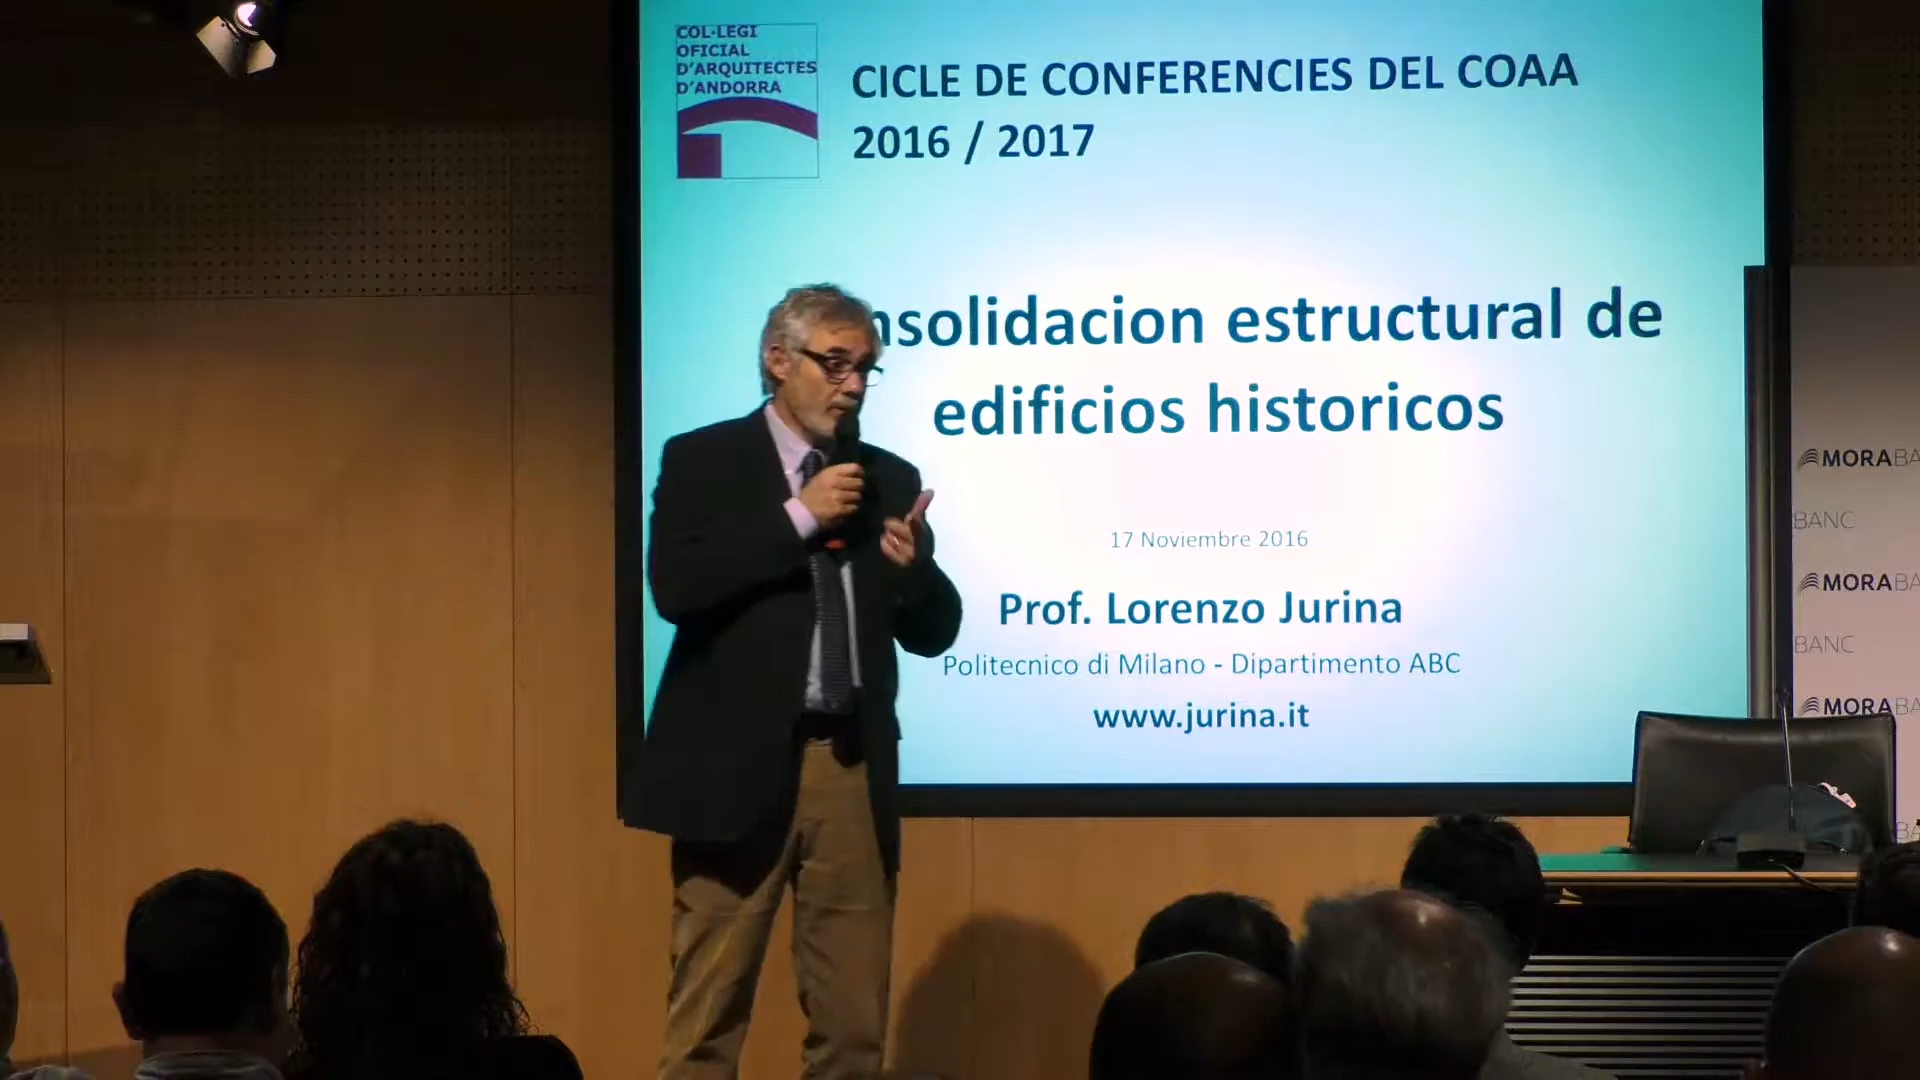 COL·LEGI
OFICIAL
D'ARQUITECTES
D'ANDORRA
CICLE DE CONFERENCIES DEL COAA
2016 / 2017
nsolidacion estructural de
edificios historicos
17 Noviembre 2016
Prof. Lorenzo Jurina
Politecnico di Milano - Dipartimento ABC
www.jurina.it
MORABA
BANC
MORABA
BANC
MORABA
BA